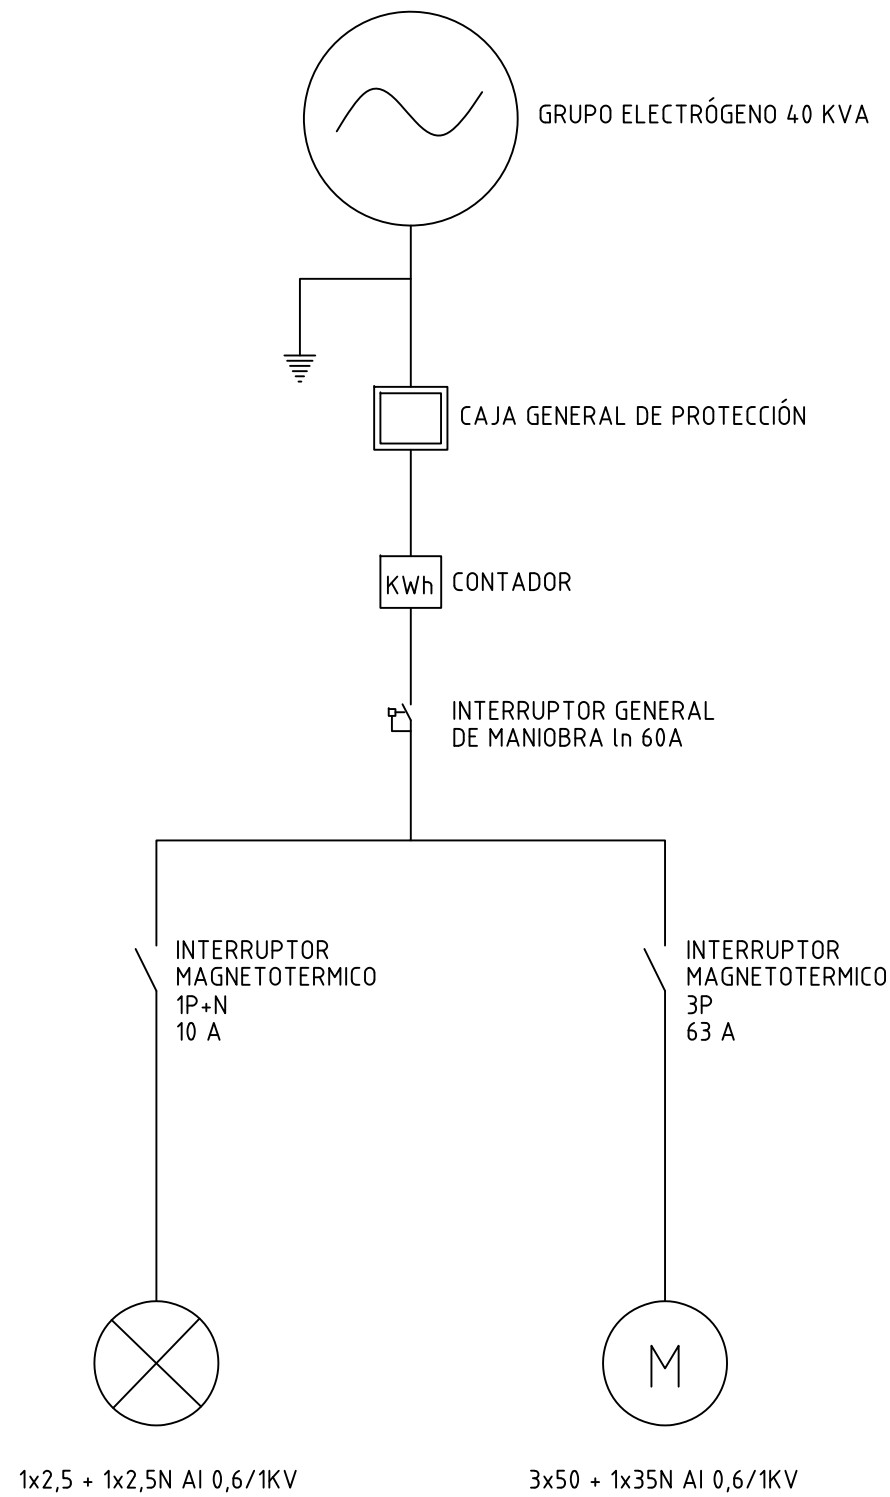 GRUPO ELECTRÓGENO 40 KVA
CAJA GENERAL DE PROTECCIÓN
KWh
CONTADOR
INTERRUPTOR GENERAL
DE MANIOBRA In 60A
INTERRUPTOR
MAGNETOTERMICO
1P+N
10 A
INTERRUPTOR
MAGNETOTERMICO
3P
63 A
M
1x2,5 + 1x2,5N Al 0,6/1KV
3x50 + 1x35N Al 0,6/1KV